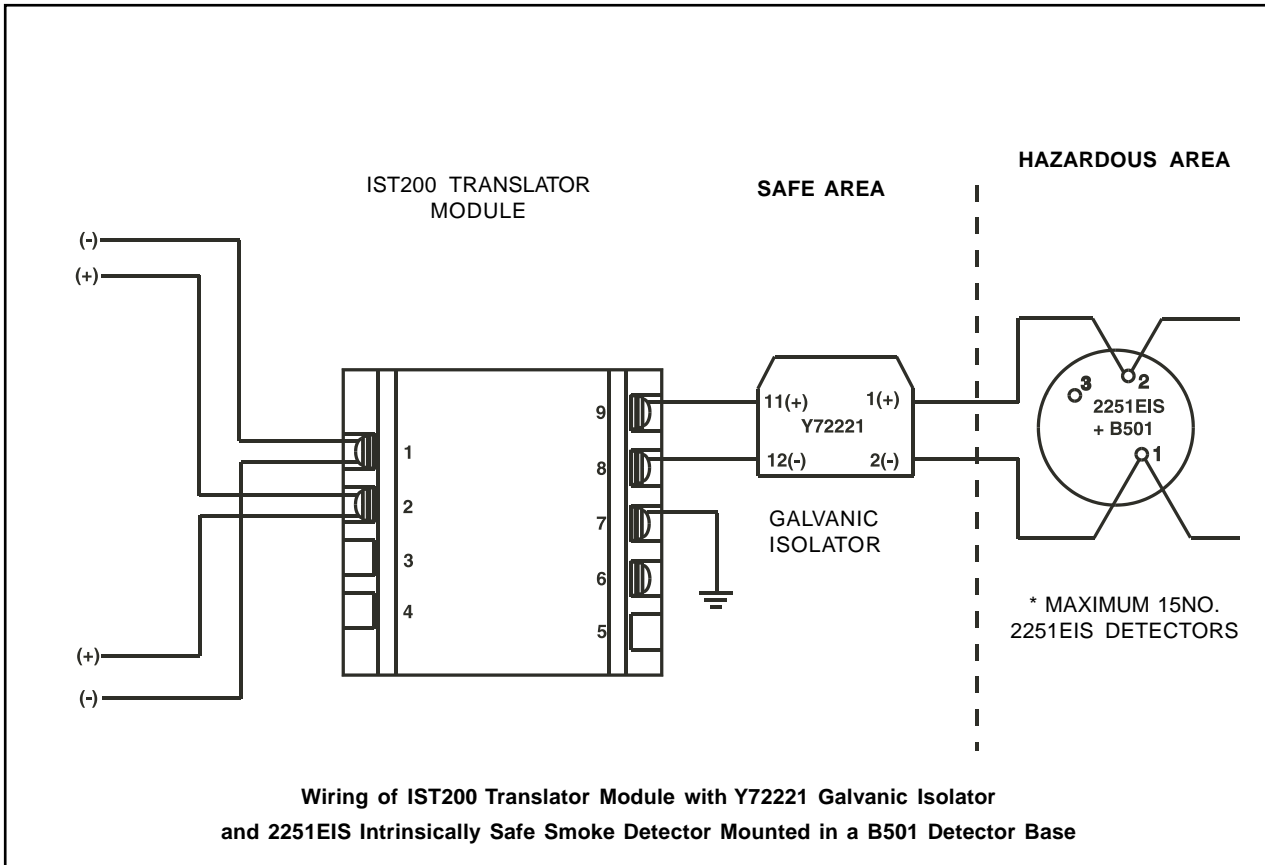 HAZARDOUS AREA
IST200 TRANSLATOR
MODULE
SAFE AREA
(-)
(+)
1
2
3
4
(+)
(-)
9
8
7
6
5
11(+) 1(+)
Y72221
12(-) 2(-)
GALVANIC
ISOLATOR
3
2
2251EIS
+ B501
1
* MAXIMUM 15NO.
2251EIS DETECTORS
Wiring of IST200 Translator Module with Y72221 Galvanic Isolator
and 2251EIS Intrinsically Safe Smoke Detector Mounted in a B501 Detector Base